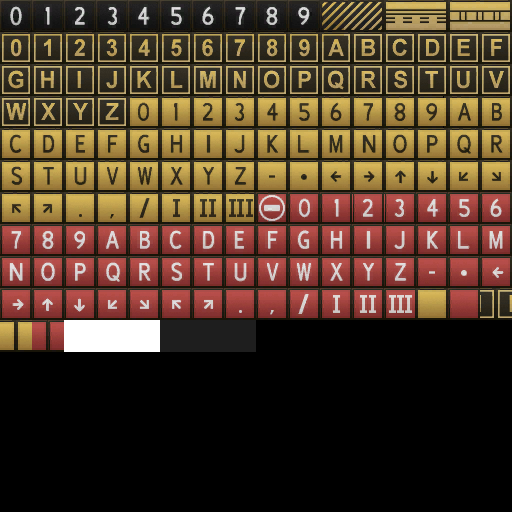 0 1 2 3 4 5 6 7 8 9
0 1 2 3 4 5 6 7 8 9 A B C D E F
G H I J K L M N O P Q R S T U V
W X Y Z 0 1 2 3 4 5 6 7 8 9 A B
C D E F G H I J K L M N O P Q R
S T U V W X Y Z - • ← → ↑ ↓ ↙ ↘
↖ ↗ . , / I II III 0 1 2 3 4 5 6
7 8 9 A B C D E F G H I J K L M
N O P Q R S T U V W X Y Z - • ←
→ ↑ ↓ ↙ ↘ ↖ ↗ . , / I II III